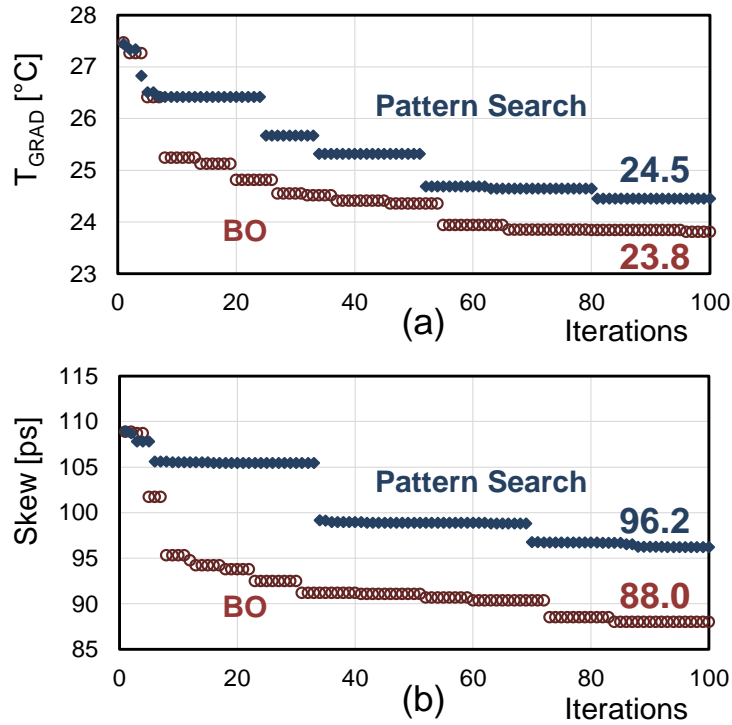 28
27
26
25
24
23
T_GRAD [°C]
Pattern Search
24.5
BO
23.8
0 20 40 60 80 100
(a) Iterations
115
110
105
100
95
90
85
Skew [ps]
Pattern Search
96.2
BO
88.0
0 20 40 60 80 100
(b) Iterations